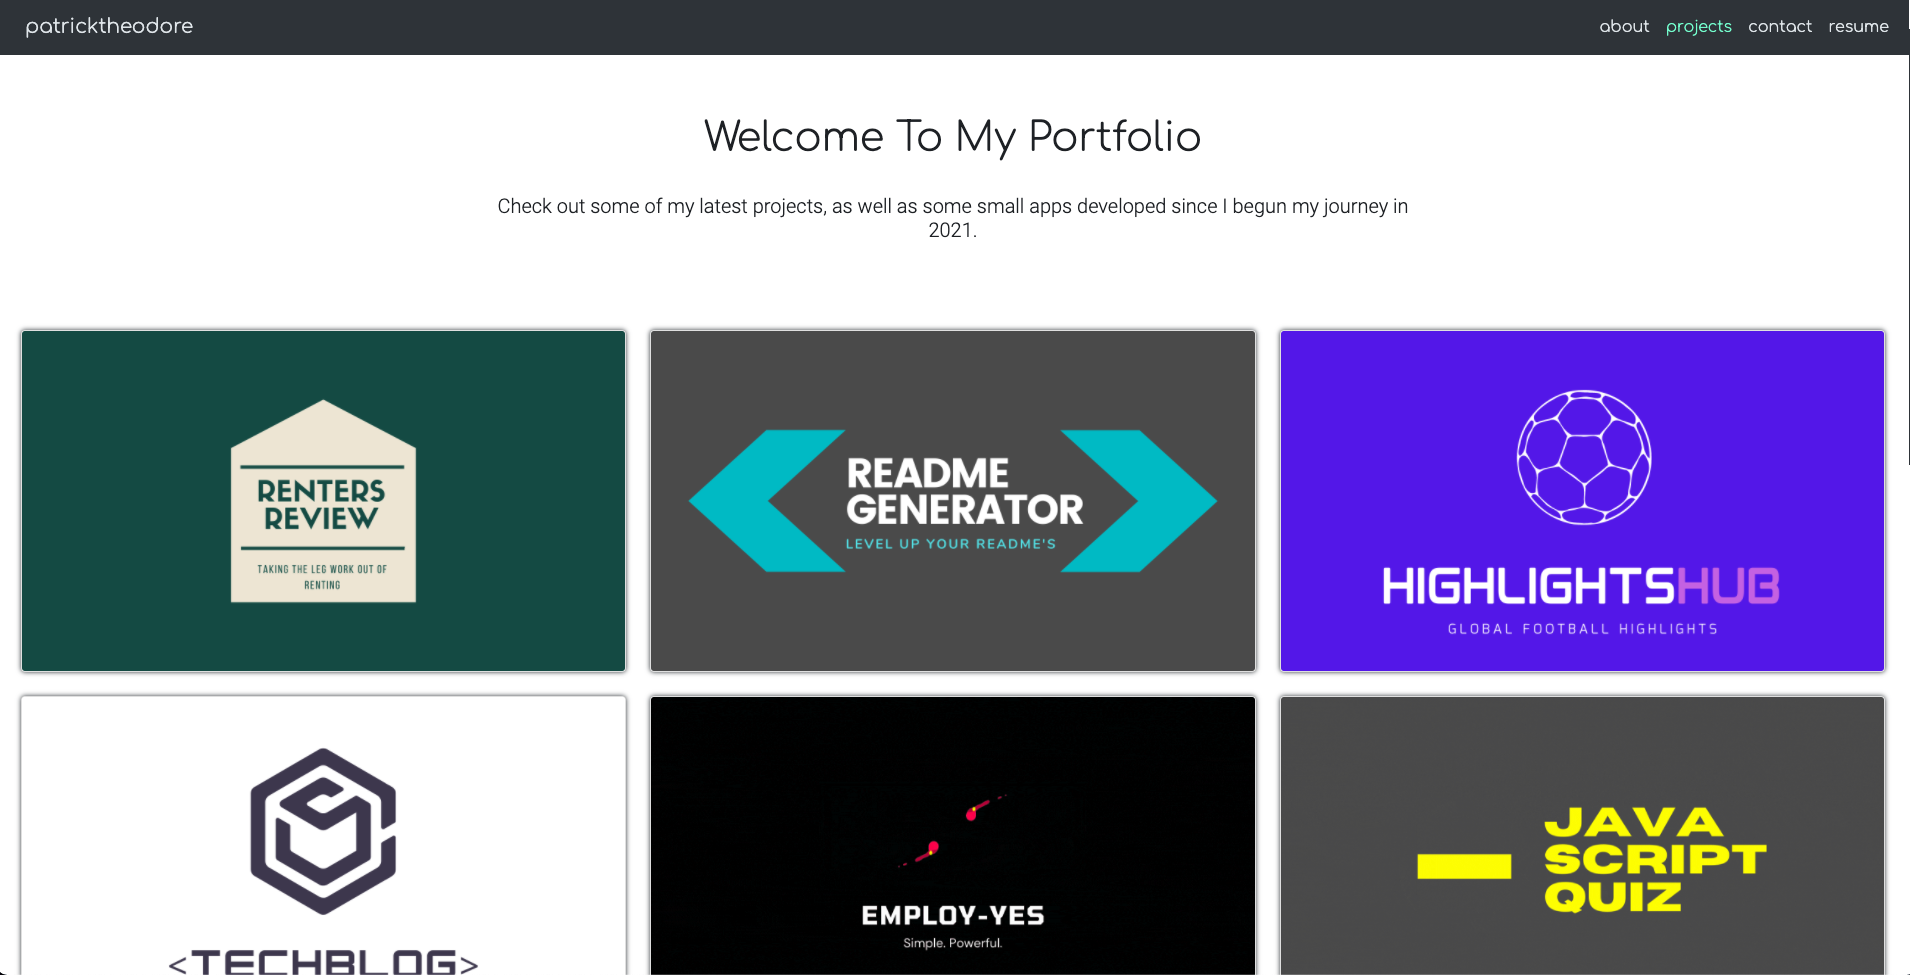 patricktheodore
about projects contact resume
Welcome To My Portfolio
Check out some of my latest projects, as well as some small apps developed since I begun my journey in
2021.
RENTERS
REVIEW
TAKING THE LEG WORK OUT OF
RENTING
README
GENERATOR
LEVEL UP YOUR README'S
HIGHLIGHTSHUB
GLOBAL FOOTBALL HIGHLIGHTS
<TECHBLOG>
EMPLOY-YES
Simple. Powerful.
JAVA
SCRIPT
QUIZ